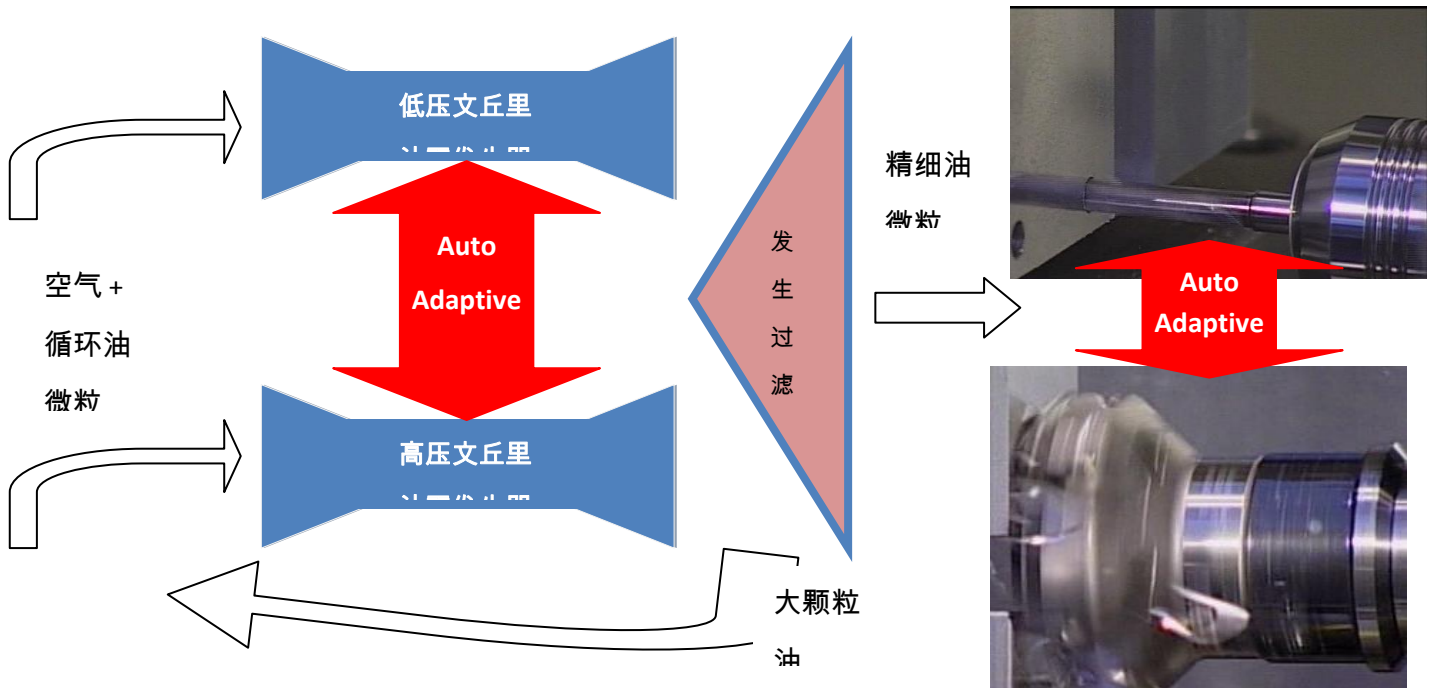 低压文丘里
Auto
Adaptive
空气 +
循环油
微粒
高压文丘里
发
生
过
滤
大颗粒
油
精细油
微粒
Auto
Adaptive